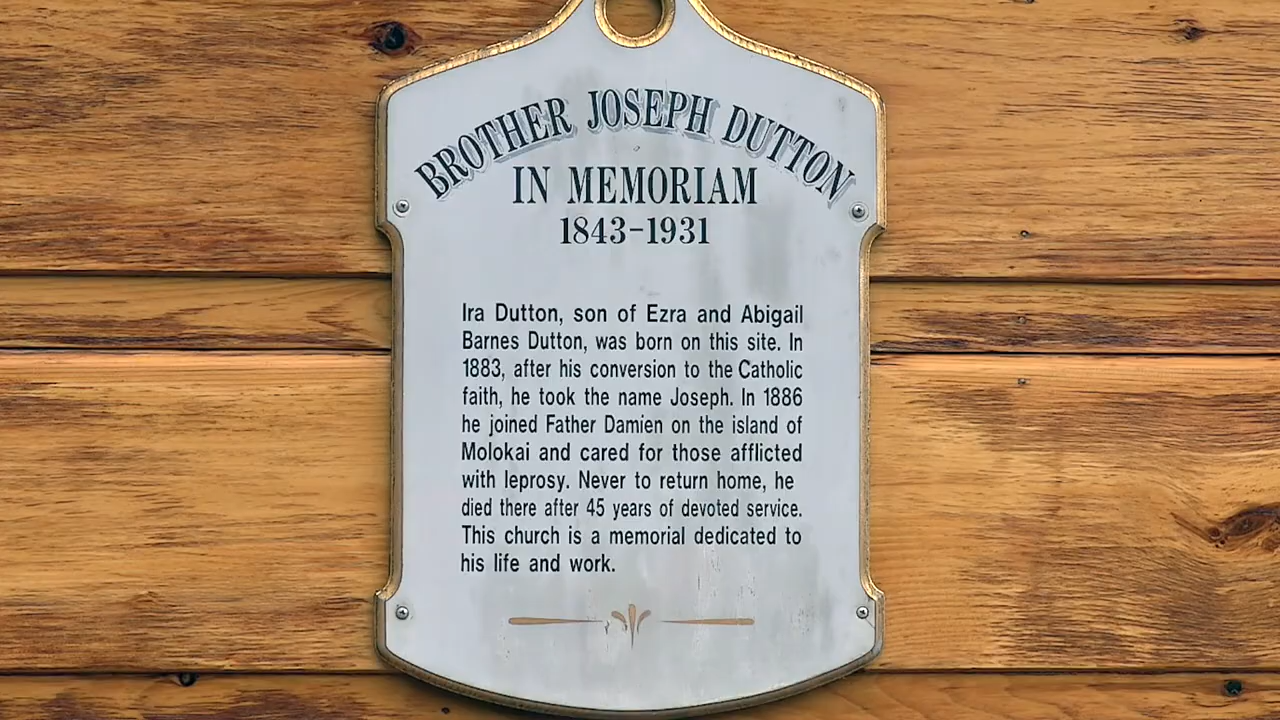 BROTHER JOSEPH DUTTON
IN MEMORIAM
1843-1931
Ira Dutton, son of Ezra and Abigail
Barnes Dutton, was born on this site. In
1883, after his conversion to the Catholic
faith, he took the name Joseph. In 1886
he joined Father Damien on the island of
Molokai and cared for those afflicted
with leprosy. Never to return home, he
died there after 45 years of devoted service.
This church is a memorial dedicated to
his life and work.